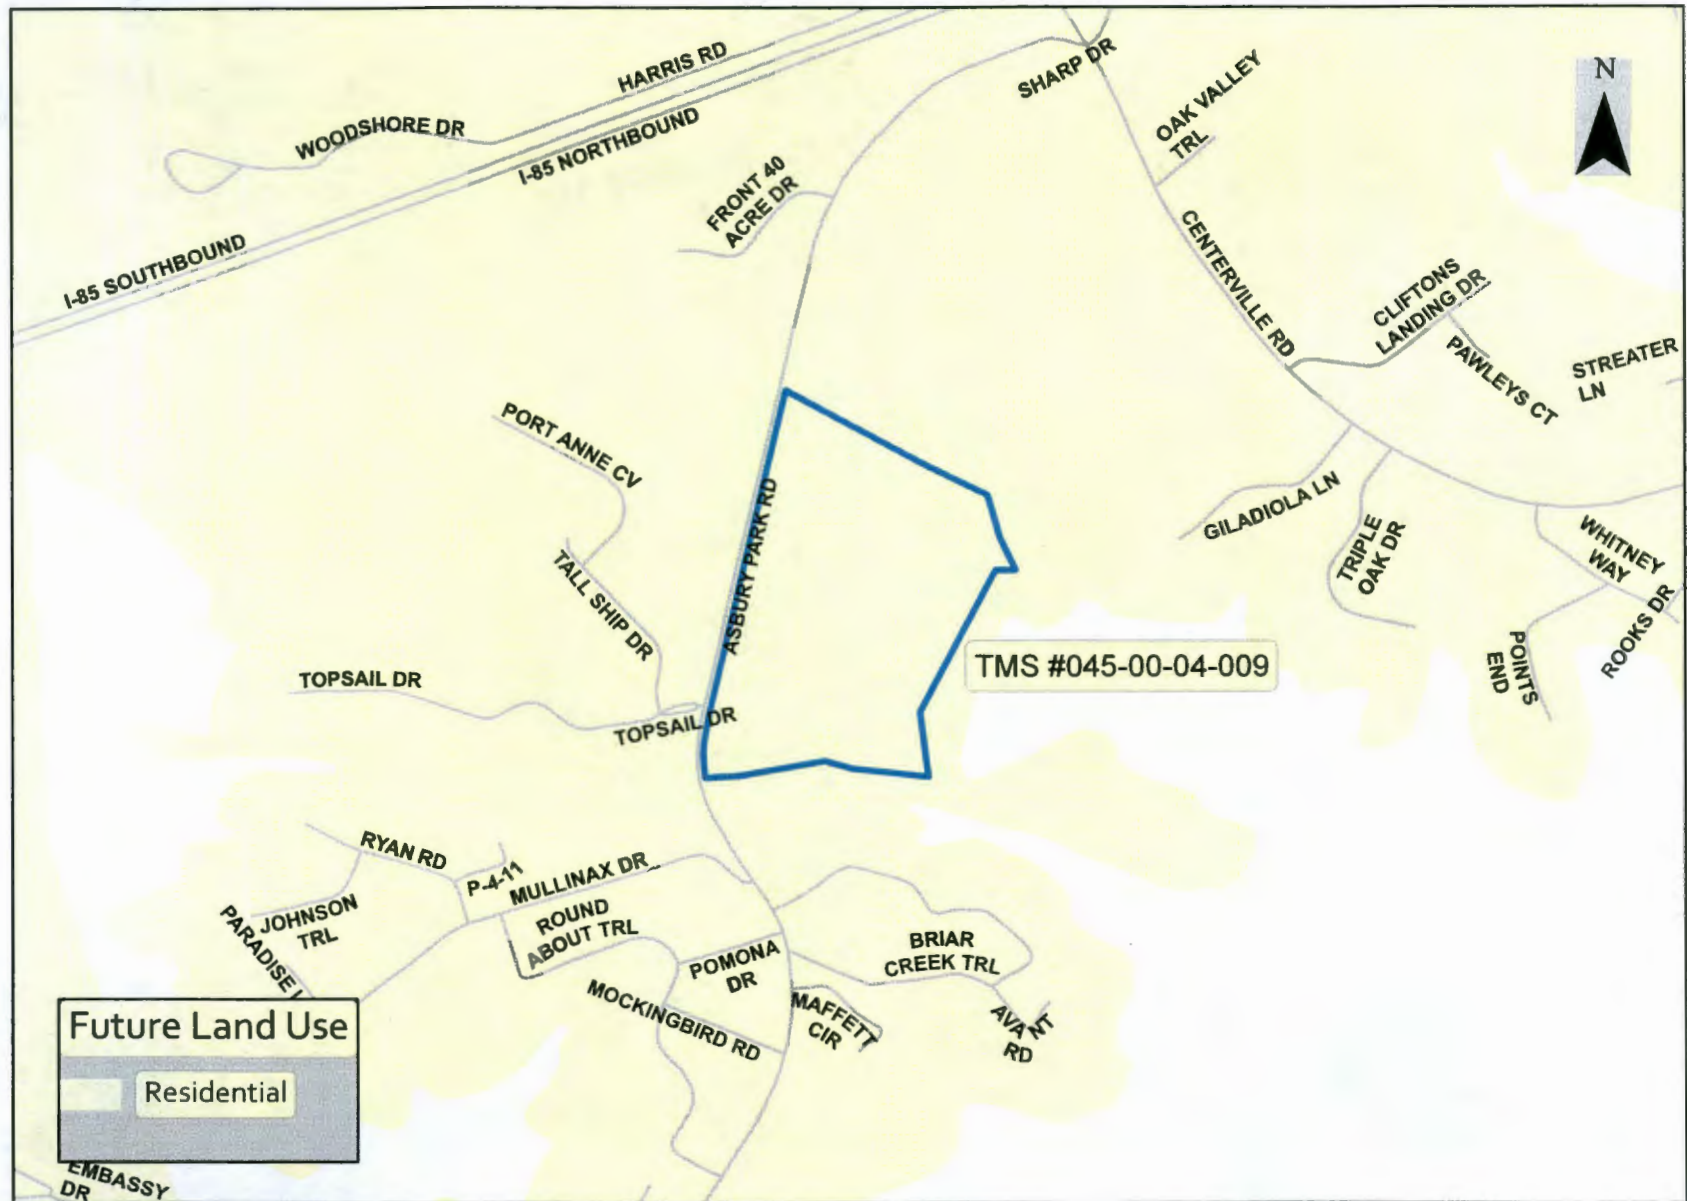 HARRIS RD
SHARP DR
N
WOODSHORE DR
OAK VALLEY
TRL
I-85 NORTHBOUND
FRONT 40
ACRE DR
I-85 SOUTHBOUND
CENTERVILLE RD
CLIFTONS
LANDING DR
PAWLEYS CT
STREATER
LN
PORT ANNE CV
ASBURY PARK RD
GILADIOLA LN
TRIPLE
OAK DR
WHITNEY
WAY
ROOKS DR
TALL SHIP DR
POINTS
END
TMS #045-00-04-009
TOPSAIL DR
TOPSAIL DR
RYAN RD
P-4-11
MULLINAX DR
JOHNSON
TRL
PARADISE
ROUND
ABOUT TRL
POMONA
DR
BRIAR
CREEK TRL
MOCKINGBIRD RD
MAFFETT
CIR
AVANT
RD
Future Land Use
Residential
EMBASSY
DR